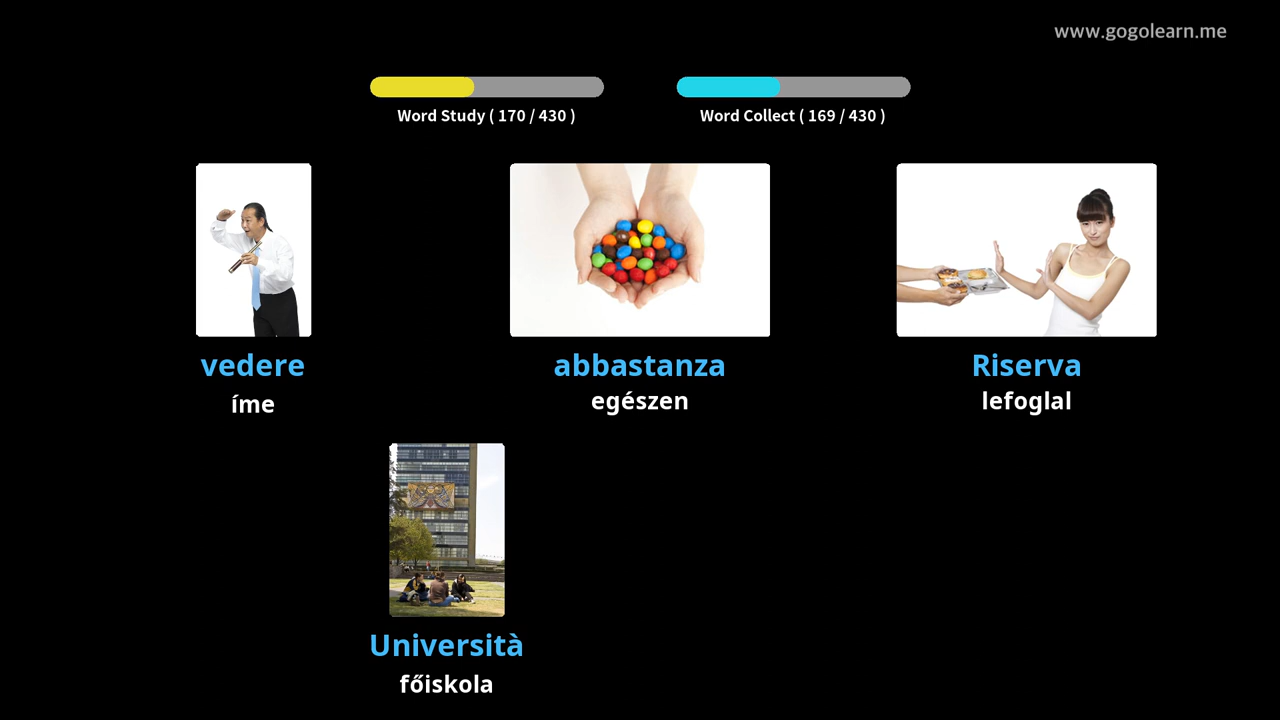 www.gogolearn.me
Word Study ( 170 / 430 )
Word Collect ( 169 / 430 )
vedere
íme
abbastanza
egészen
Riserva
lefoglal
Università
főiskola